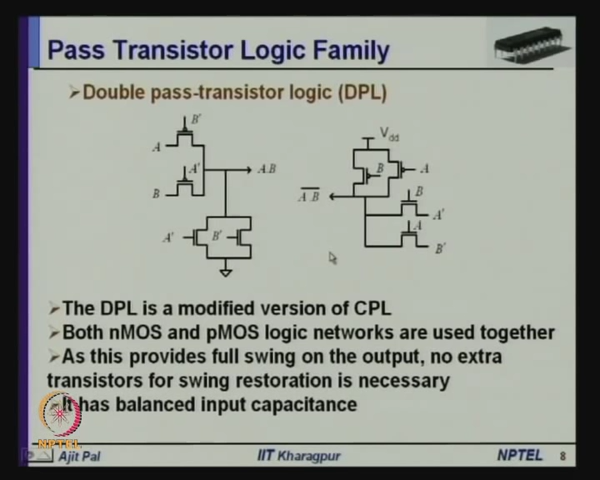 Pass Transistor Logic Family
➢Double pass-transistor logic (DPL)
B'
A
A'
A.B
B
A'
B'
Vdd
B
A
A.B
B
A'
A
B'
➢The DPL is a modified version of CPL
➢Both nMOS and pMOS logic networks are used together
➢As this provides full swing on the output, no extra
transistors for swing restoration is necessary
➢It has balanced input capacitance
NPTEL
Ajit Pal
IIT Kharagpur
NPTEL
8